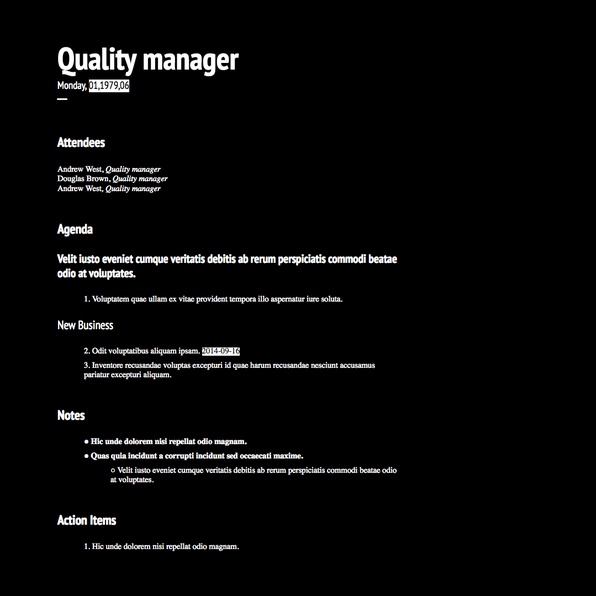 Quality manager
Monday, 01,1979,06
Attendees
Andrew West, Quality manager
Douglas Brown, Quality manager
Andrew West, Quality manager
Agenda
Velit iusto eveniet cumque veritatis debitis ab rerum perspiciatis commodi beatae
odio at voluptates.
1. Voluptatem quae ullam ex vitae provident tempora illo aspernatur iure soluta.
New Business
2. Odit voluptatibus aliquam ipsam. 2014-09-16
3. Inventore recusandae voluptas excepturi id quae harum recusandae nesciunt accusamus
pariatur excepturi aliquam.
Notes
● Hic unde dolorem nisi repellat odio magnam.
● Quas quia incidunt a corrupti incidunt sed occaecati maxime.
○ Velit iusto eveniet cumque veritatis debitis ab rerum perspiciatis commodi beatae odio
at voluptates.
Action Items
1. Hic unde dolorem nisi repellat odio magnam.